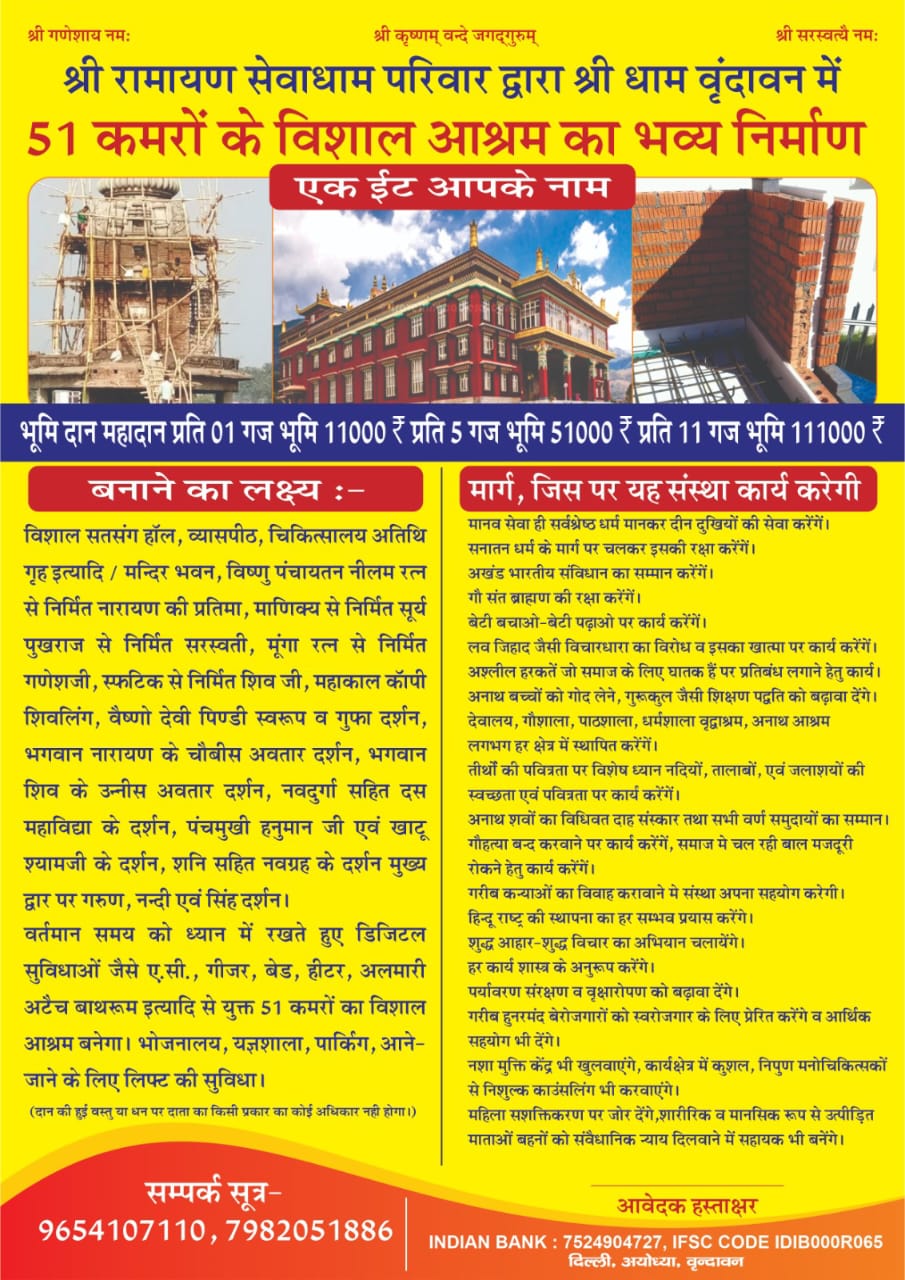 श्री गणेशाय नम: श्री कृष्णम् वन्दे जगद्गुरुम् श्री सरस्वत्यै नम:
श्री रामायण सेवाधाम परिवार द्वारा श्री धाम वृंदावन में
51 कमरों के विशाल आश्रम का भव्य निर्माण
एक ईट आपके नाम
भूमि दान महादान प्रति 01 गज भूमि 11000 ₹ प्रति 5 गज भूमि 51000 ₹ प्रति 11 गज भूमि 111000 ₹
बनाने का लक्ष्य :-
विशाल सतसंग हॉल, व्यासपीठ, चिकित्सालय अतिथि
गृह इत्यादि / मन्दिर भवन, विष्णु पंचायतन नीलम रत्न
से निर्मित नारायण की प्रतिमा, माणिक्य से निर्मित सूर्य
पुखराज से निर्मित सरस्वती, मूंगा रत्न से निर्मित
गणेशजी, स्फटिक से निर्मित शिव जी, महाकाल कॉपी
शिवलिंग, वैष्णो देवी पिण्डी स्वरूप व गुफा दर्शन,
भगवान नारायण के चौबीस अवतार दर्शन, भगवान
शिव के उन्नीस अवतार दर्शन, नवदुर्गा सहित दस
महाविद्या के दर्शन, पंचमुखी हनुमान जी एवं खाटू
श्यामजी के दर्शन, शनि सहित नवग्रह के दर्शन मुख्य
द्वार पर गरुण, नन्दी एवं सिंह दर्शन।
वर्तमान समय को ध्यान में रखते हुए डिजिटल
सुविधाओं जैसे ए.सी., गीजर, बेड, हीटर, अलमारी
अटैच बाथरूम इत्यादि से युक्त 51 कमरों का विशाल
आश्रम बनेगा। भोजनालय, यज्ञशाला, पार्किंग, आने-
जाने के लिए लिफ्ट की सुविधा।
(दान की हुई वस्तु या धन पर दाता का किसी प्रकार का कोई अधिकार नही होगा।)
मार्ग, जिस पर यह संस्था कार्य करेगी
मानव सेवा ही सर्वश्रेष्ठ धर्म मानकर दीन दुखियों की सेवा करेंगें।
सनातन धर्म के मार्ग पर चलकर इसकी रक्षा करेंगें।
अखंड भारतीय संविधान का सम्मान करेंगें।
गौ संत ब्राह्मण की रक्षा करेंगें।
बेटी बचाओ-बेटी पढ़ाओ पर कार्य करेंगें।
लव जिहाद जैसी विचारधारा का विरोध व इसका खात्मा पर कार्य करेंगें।
अश्लील हरकतें जो समाज के लिए घातक हैं पर प्रतिबंध लगाने हेतु कार्य।
अनाथ बच्चों को गोद लेने, गुरूकुल जैसी शिक्षण पद्वति को बढ़ावा देंगे।
देवालय, गौशाला, पाठशाला, धर्मशाला वृद्वाश्रम, अनाथ आश्रम
लगभग हर क्षेत्र में स्थापित करेंगें।
तीर्थों की पवित्रता पर विशेष ध्यान नदियों, तालाबों, एवं जलाशयों की
स्वच्छता एवं पवित्रता पर कार्य करेंगें।
अनाथ शवों का विधिवत दाह संस्कार तथा सभी वर्ण समुदायों का सम्मान।
गौहत्या बन्द करवाने पर कार्य करेंगें, समाज मे चल रही बाल मजदूरी
रोकने हेतु कार्य करेंगें।
गरीब कन्याओं का विवाह करावाने मे संस्था अपना सहयोग करेगी।
हिन्दू राष्ट् की स्थापना का हर सम्भव प्रयास करेंगे।
शुद्ध आहार-शुद्ध विचार का अभियान चलायेंगे।
हर कार्य शास्त्र के अनुरूप करेंगे।
पर्यावरण संरक्षण व वृक्षारोपण को बढ़ावा देंगे।
गरीब हुनरमंद बेरोजगारों को स्वरोजगार के लिए प्रेरित करेंगे व आर्थिक
सहयोग भी देंगे।
नशा मुक्ति केंद्र भी खुलवाएंगे, कार्यक्षेत्र में कुशल, निपुण मनोचिकित्सकों
से निशुल्क काउंसलिंग भी करवाएंगे।
महिला सशक्तिकरण पर जोर देंगे,शारीरिक व मानसिक रूप से उत्पीड़ित
माताओं बहनों को संवैधानिक न्याय दिलवाने में सहायक भी बनेंगे।
सम्पर्क सूत्र-
9654107110, 7982051886
आवेदक हस्ताक्षर
INDIAN BANK : 7524904727, IFSC CODE IDIB000R065
दिल्ली, अयोध्या, वृन्दावन